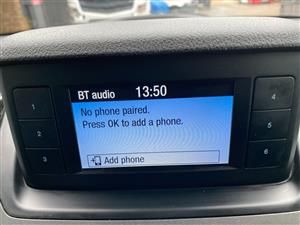 BT audio 13:50
1 No phone paired. 4
2 Press OK to add a phone. 5
3 Add phone 6